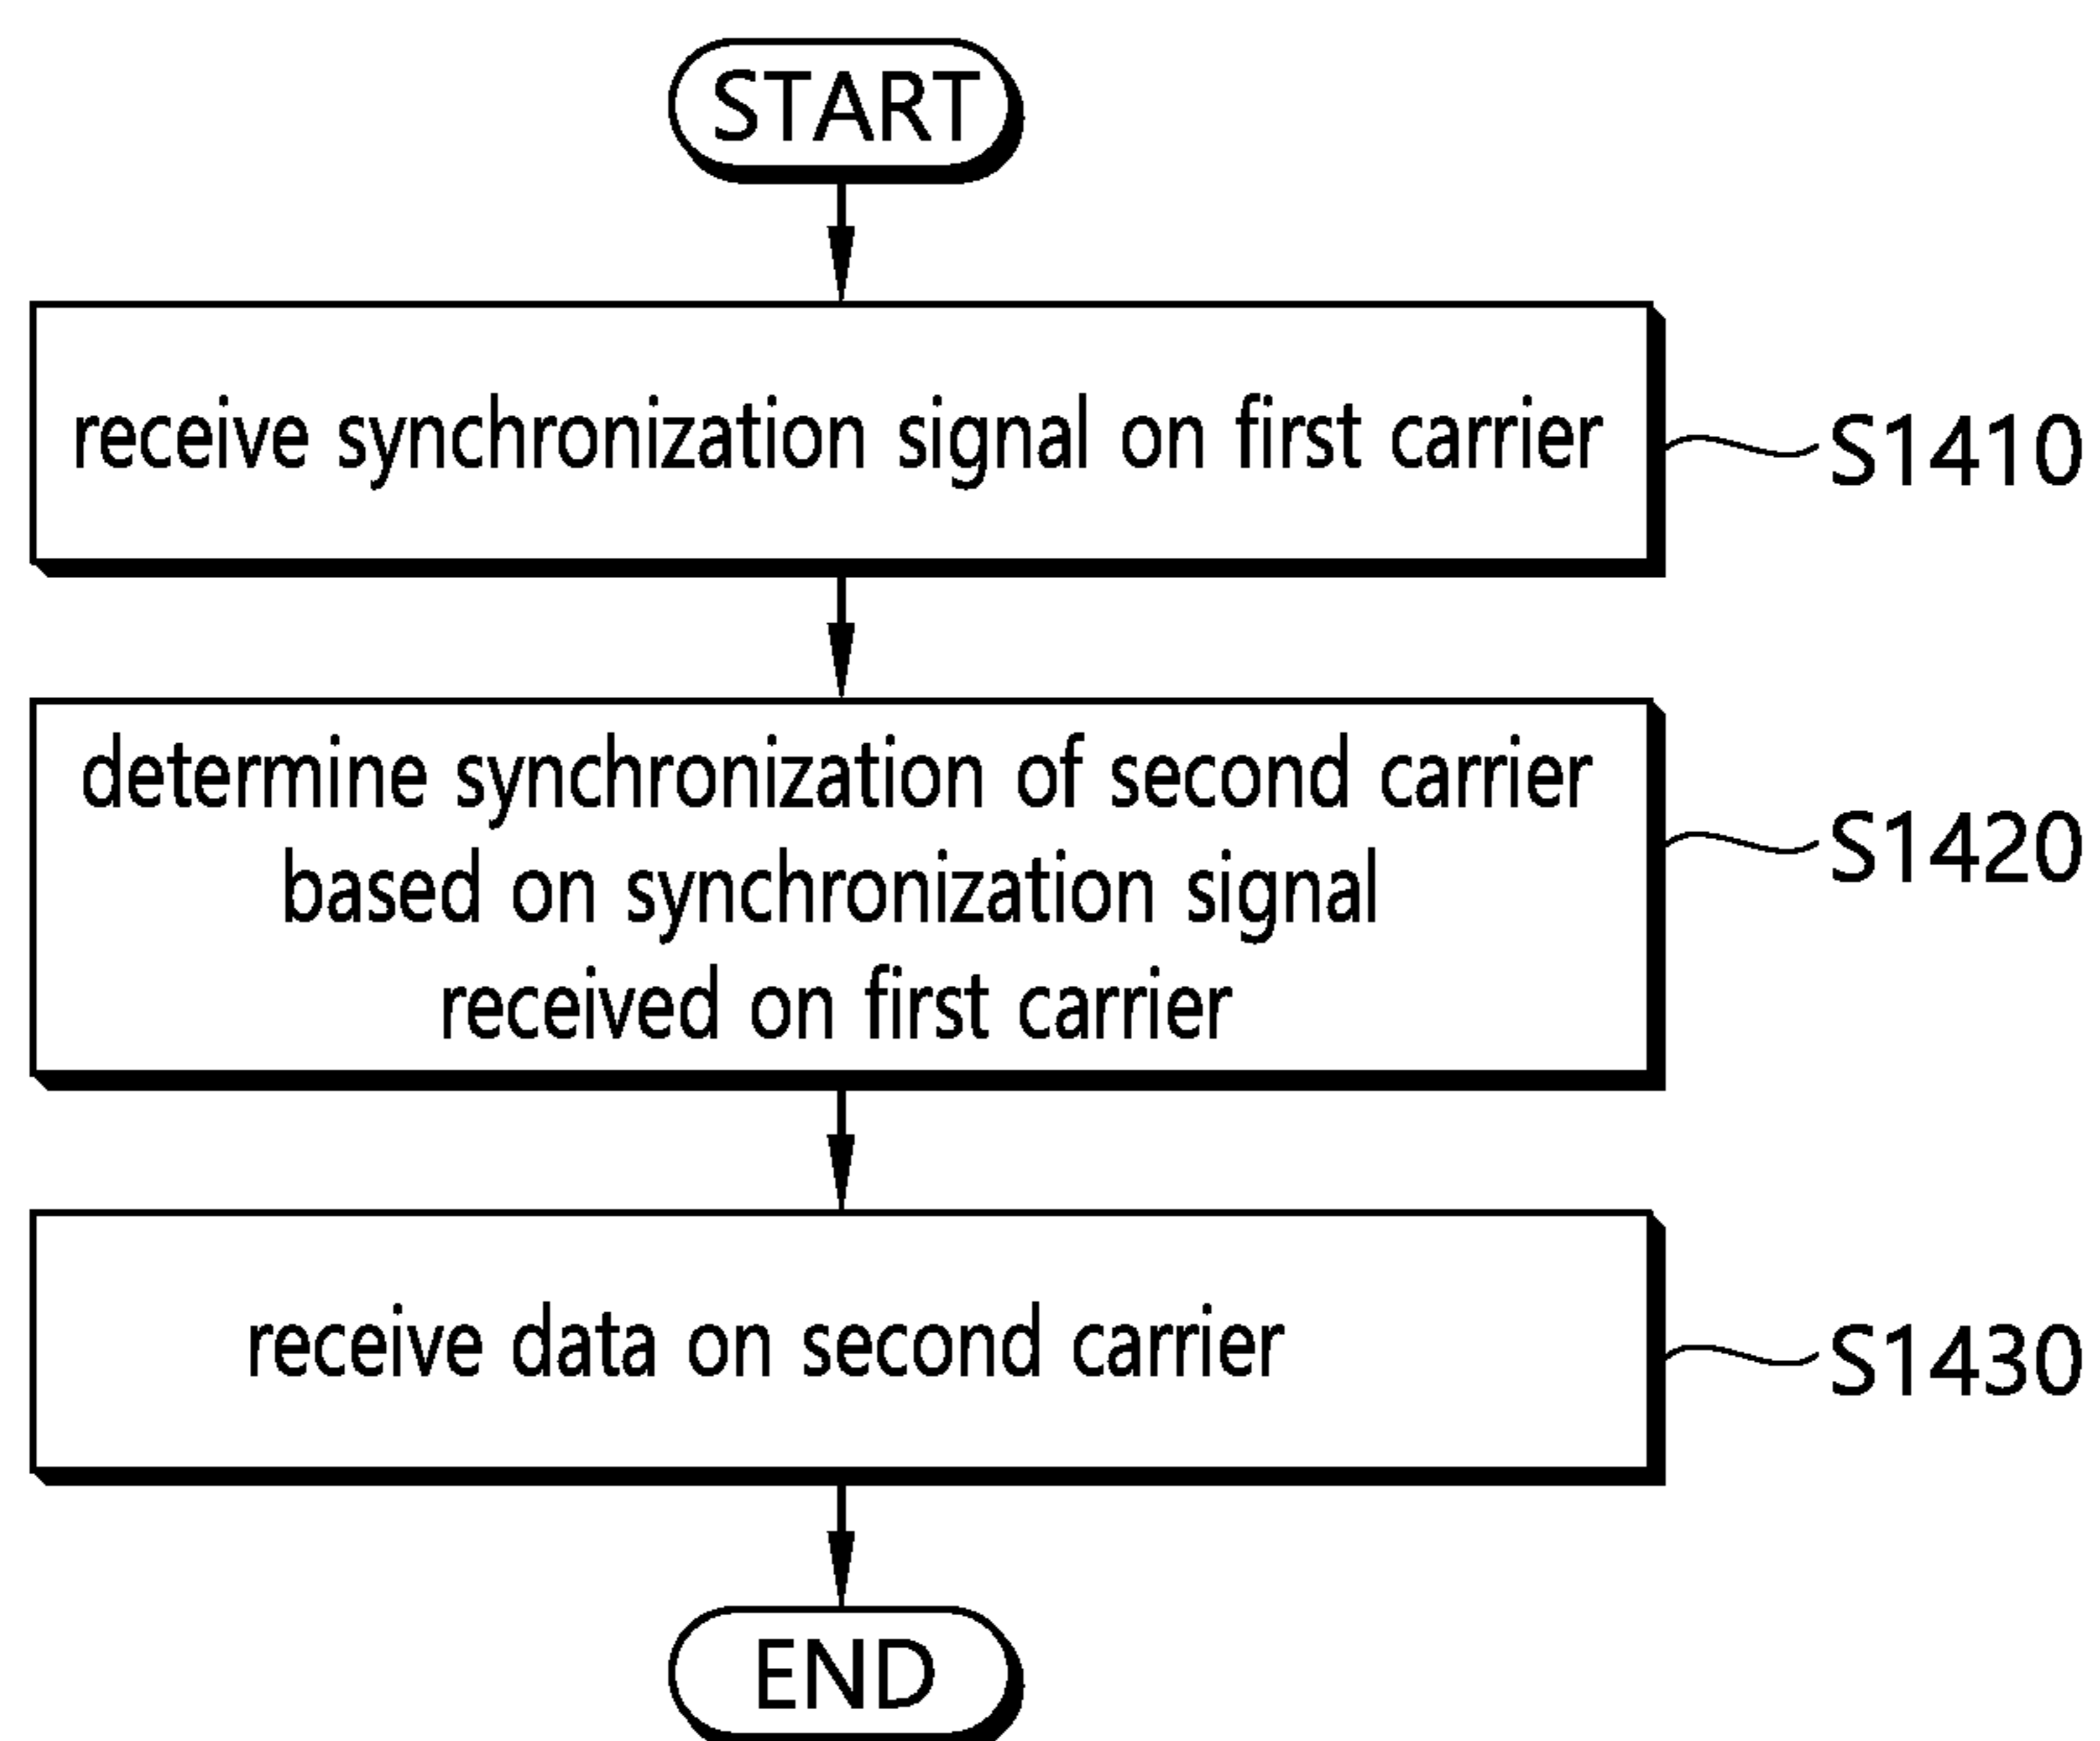 START
receive synchronization signal on first carrier
S1410
determine synchronization of second carrier
based on synchronization signal
received on first carrier
S1420
receive data on second carrier
S1430
END